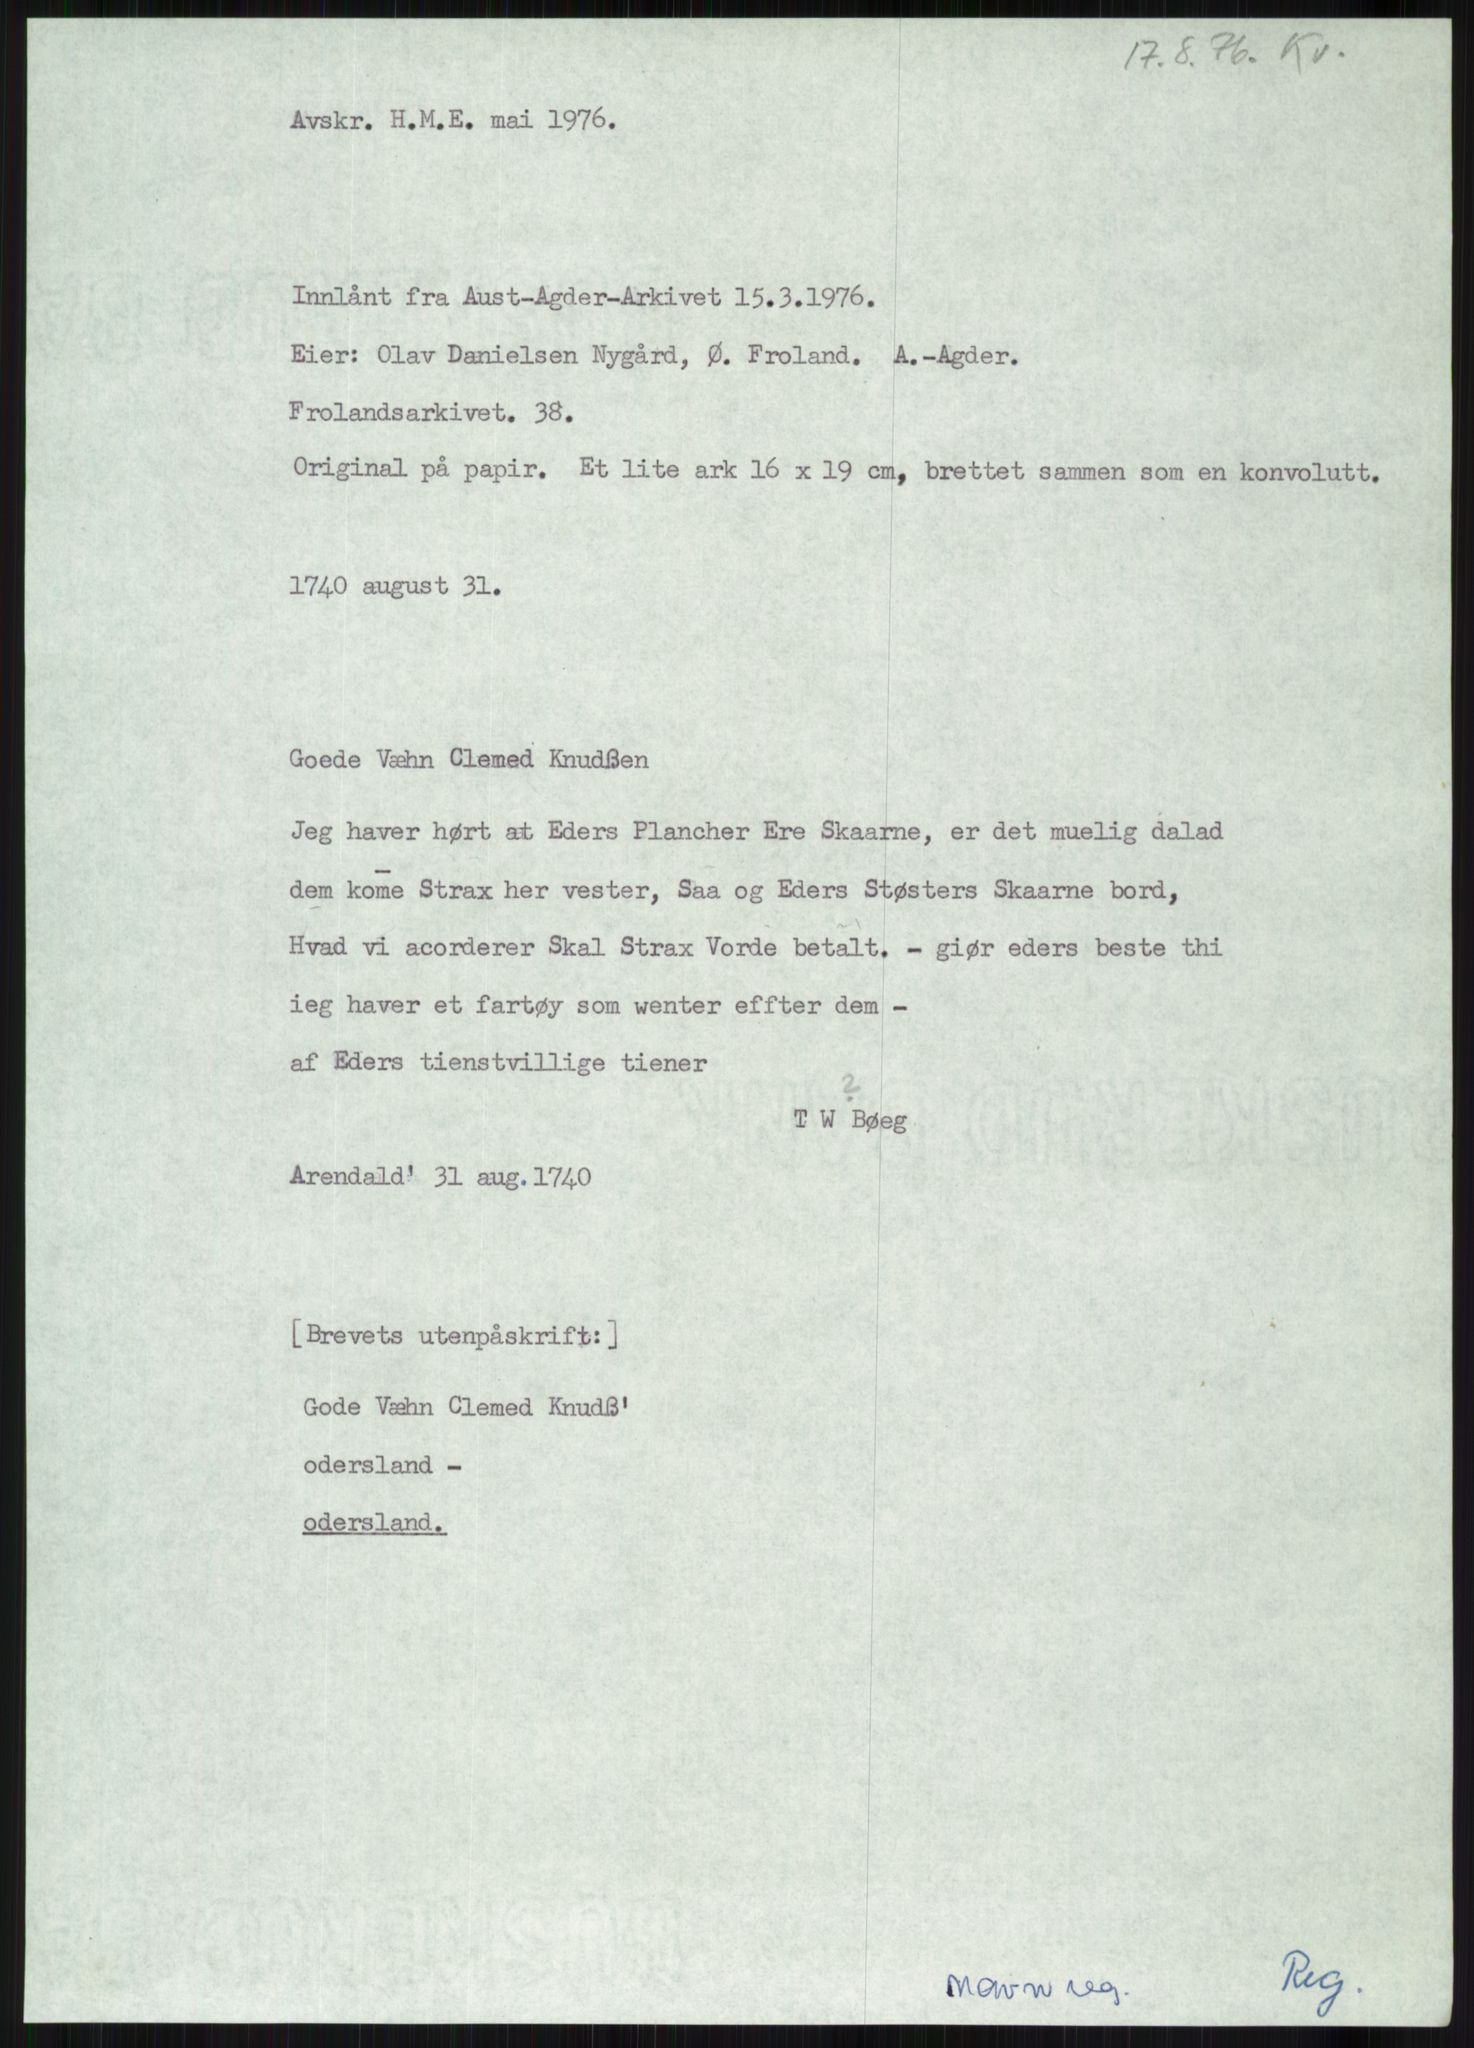 17.8.76. Kv.
Avskr. H.M.E. mai 1976.
Innlånt fra Aust-Agder-Arkivet 15.3.1976.
Eier: Olav Danielsen Nygård, Ø. Froland. A.-Agder.
Frolandsarkivet. 38.
Original på papir. Et lite ark 16 x 19 cm, brettet sammen som en konvolutt.
1740 august 31.
Goede Væhn Clemed Knudßen
Jeg haver hørt at Eders Plancher Ere Skaarne, er det muelig dalad
dem kom̅e Strax her vester, Saa og Eders Støsters Skaarne bord,
Hvad vi acorderer Skal Strax Vorde betalt. - giør eders beste thi
ieg haver et fartøy som wenter effter dem -
af Eders tienstvillige tiener
?
T W Bøeg
Arendald' 31 aug. 1740
[Brevets utenpåskrift:]
Gode Væhn Clemed Knudß'
odersland -
odersland.
Navn reg.
Reg.